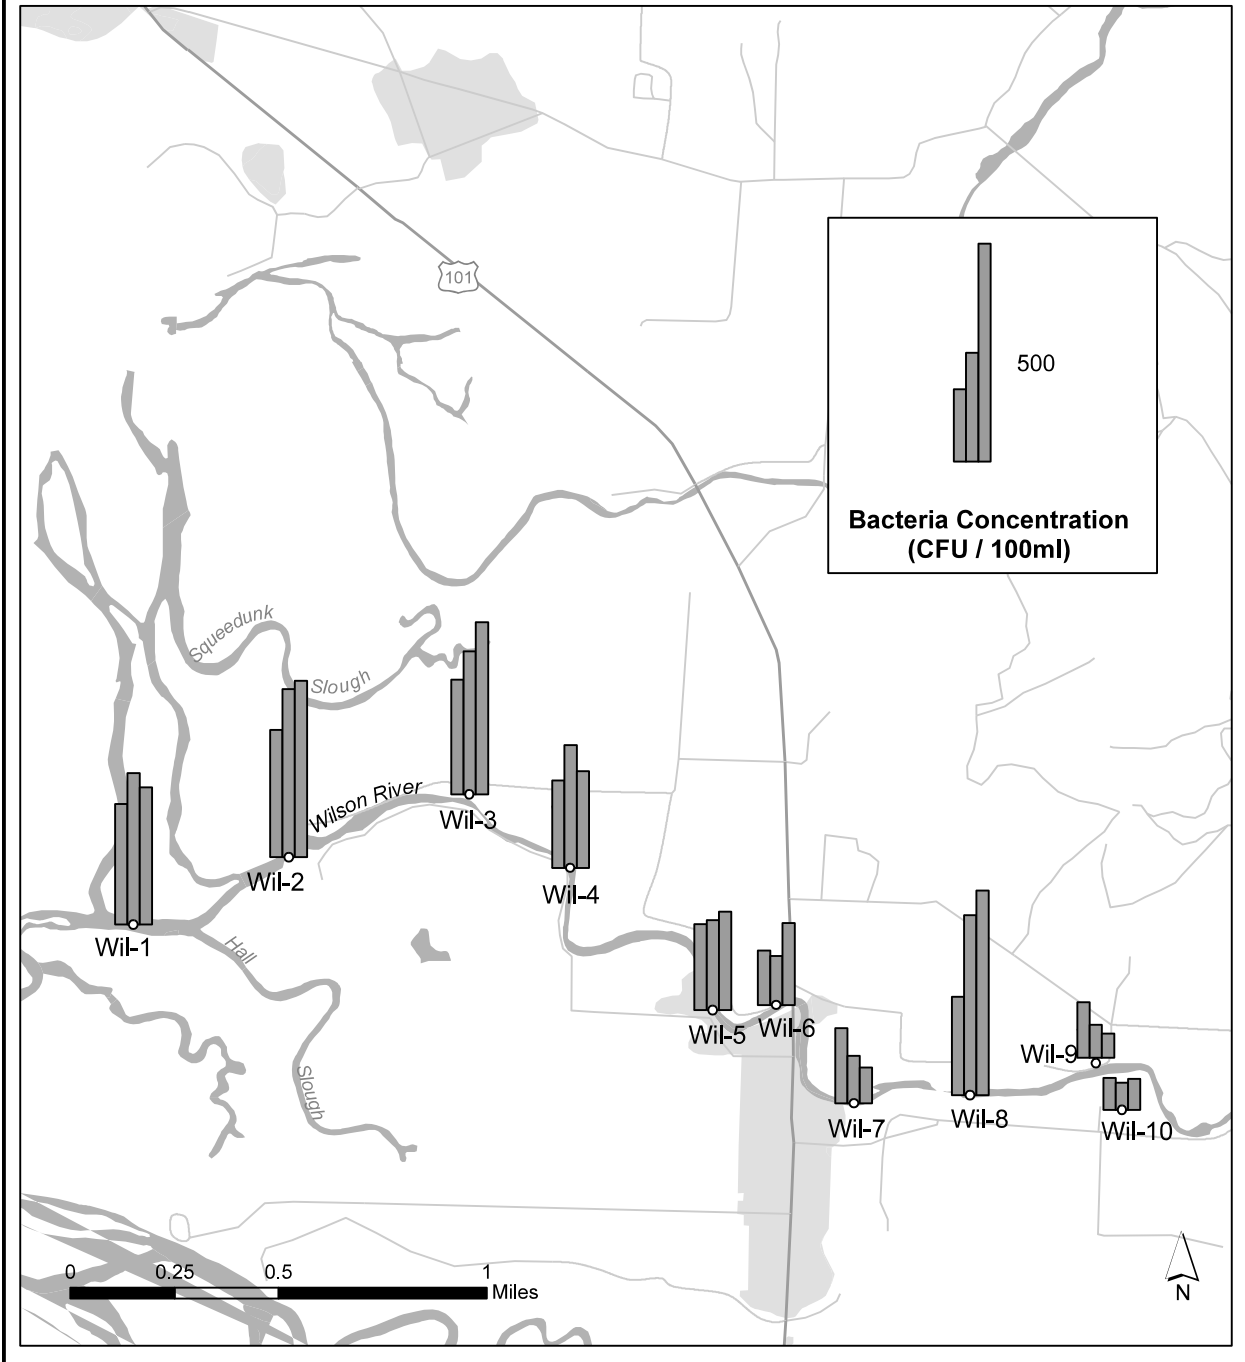 101
500
Bacteria Concentration
(CFU / 100ml)
Squeedunk
Slough
Wilson River
Wil-3
Wil-2
Wil-4
Wil-1
Hall
Slough
Wil-5
Wil-6
Wil-9
Wil-7
Wil-8
Wil-10
0 0.25 0.5 1
Miles
N